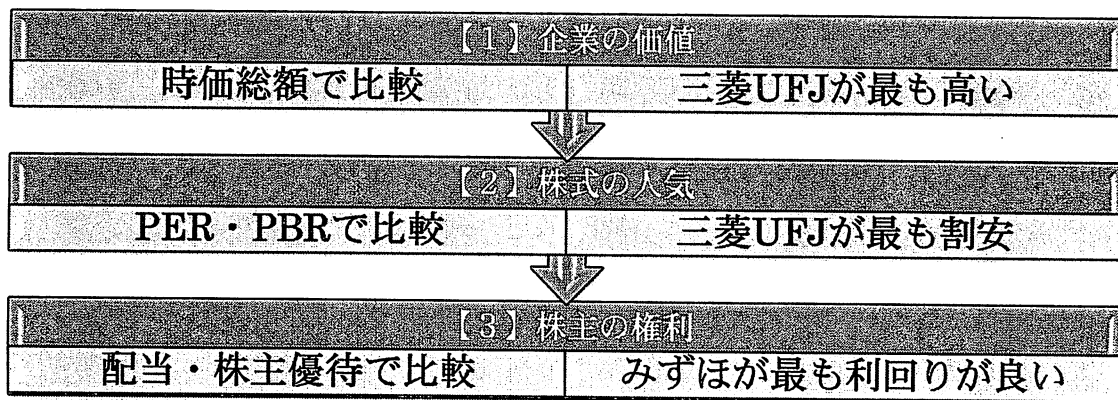 【1】企業の価値
時価総額で比較 三菱UFJが最も高い
【2】株式の人気
PER・PBRで比較 三菱UFJが最も割安
【3】株主の権利
配当・株主優待で比較 みずほが最も利回りが良い